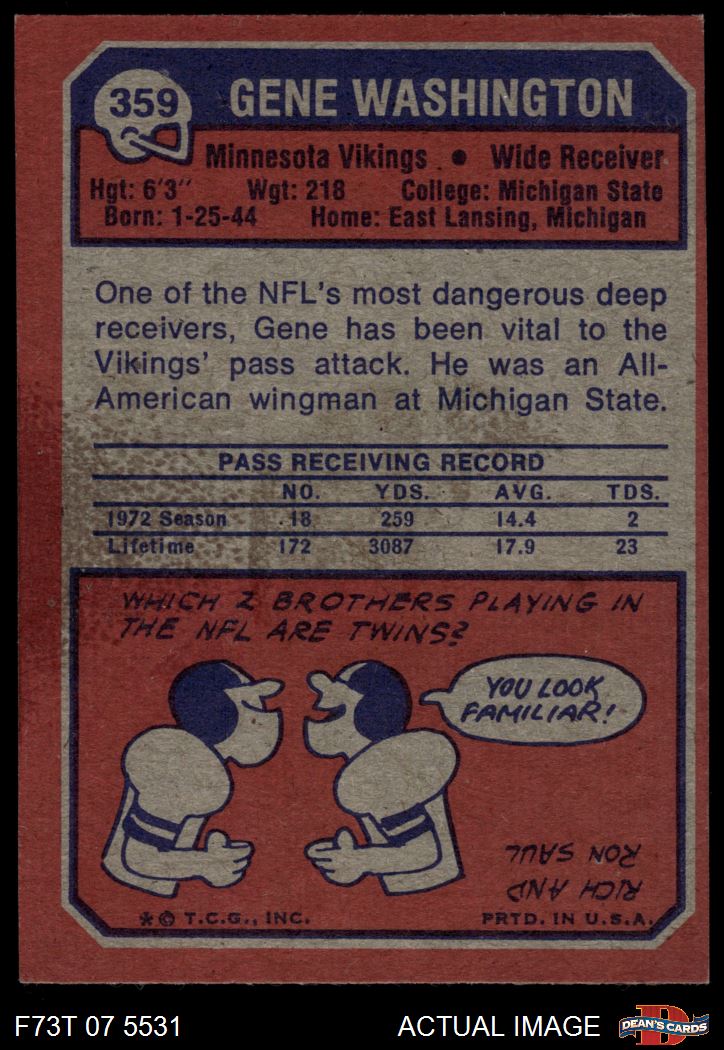 359 GENE WASHINGTON
Minnesota Vikings • Wide Receiver
Hgt: 6'3" Wgt: 218 College: Michigan State
Born: 1-25-44 Home: East Lansing, Michigan
One of the NFL's most dangerous deep
receivers, Gene has been vital to the
Vikings' pass attack. He was an All-
American wingman at Michigan State.
PASS RECEIVING RECORD
NO. YDS. AVG. TDS.
1972 Season 18 259 14.4 2
Lifetime 172 3087 17.9 23
WHICH 2 BROTHERS PLAYING IN
THE NFL ARE TWINS?
YOU LOOK
FAMILIAR!
RICH AND
RON SAUL
* © T.C.G., INC. PRTD. IN U.S.A.
F73T 07 5531 ACTUAL IMAGE D DEAN'S CARDS